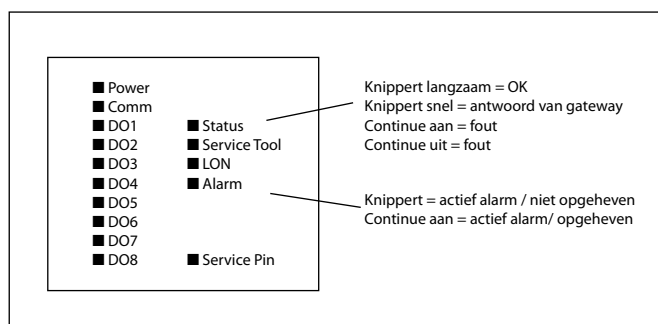 Power
Comm
DO1
DO2
DO3
DO4
DO5
DO6
DO7
DO8
Status
Service Tool
LON
Alarm
Service Pin
Knippert langzaam = OK
Knippert snel = antwoord van gateway
Continue aan = fout
Continue uit = fout
Knippert = actief alarm / niet opgeheven
Continue aan = actief alarm/ opgeheven